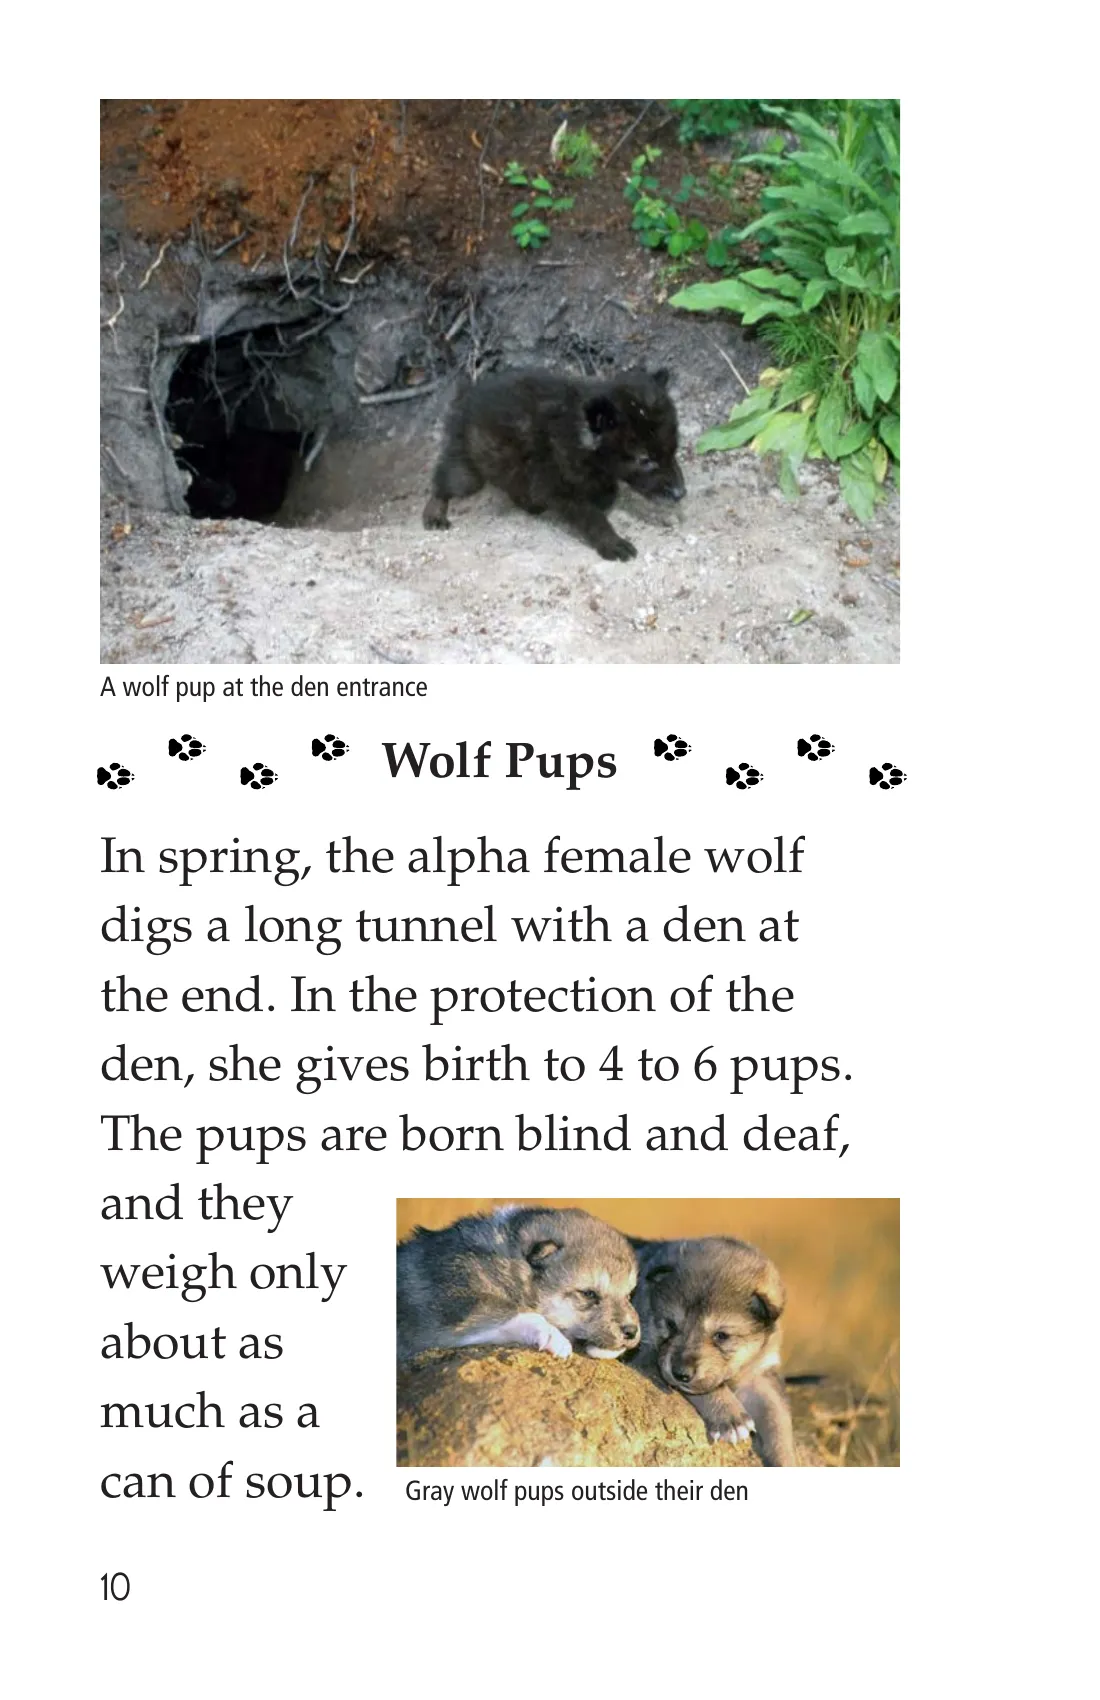 A wolf pup at the den entrance
Wolf Pups
In spring, the alpha female wolf
digs a long tunnel with a den at
the end. In the protection of the
den, she gives birth to 4 to 6 pups.
The pups are born blind and deaf,
and they
weigh only
about as
much as a
can of soup.
Gray wolf pups outside their den
10